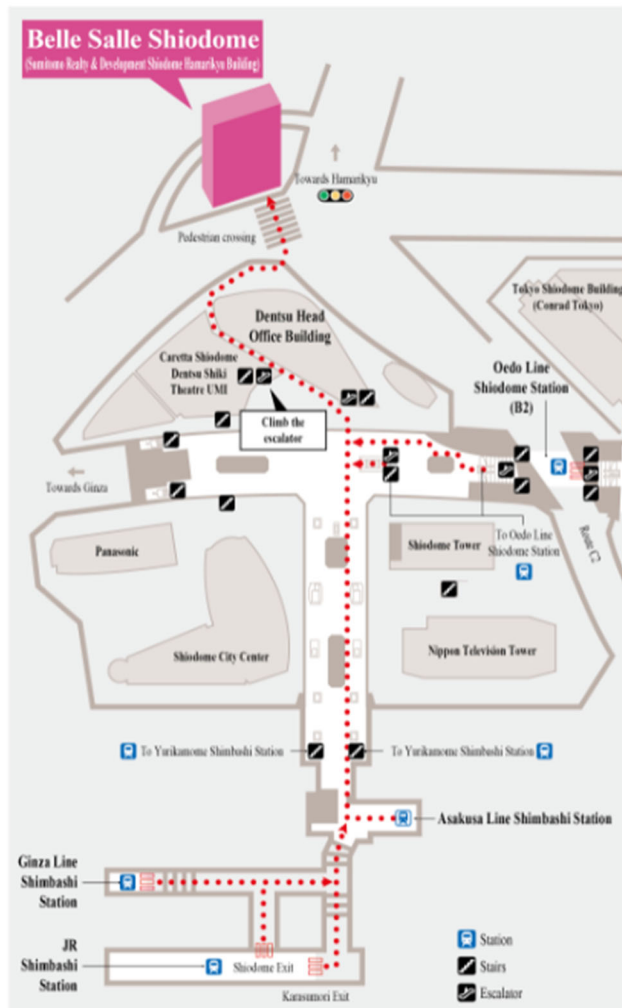 Belle Salle Shiodome
(Sumitomo Realty & Development Shiodome Hamarikyu Building)
Towards Hamarikyu
Pedestrian crossing
Tokyo Shiodome Building
(Conrad Tokyo)
Dentsu Head
Office Building
Caretta Shiodome
Dentsu Shiki
Theatre UMI
Oedo Line
Shiodome Station
(B2)
Climb the
escalator
Towards Ginza
To Oedo Line
Shiodome Station
Route C2
Panasonic
Shiodome Tower
Shiodome City Center
Nippon Television Tower
To Yurikamome Shimbashi Station
To Yurikamome Shimbashi Station
Asakusa Line Shimbashi Station
Ginza Line
Shimbashi
Station
JR
Shimbashi
Station
Shiodome Exit
Karasumori Exit
Station
Stairs
Escalator